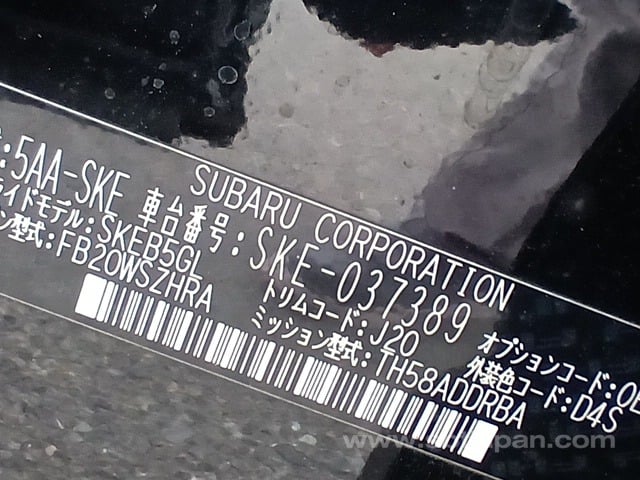 SUBARU CORPORATION
:5AA-SKE 車台番号:SKE-037389
イドモデル:SKEB5GL トリムコード:J20 オプションコード:
ン型式:FB20WSZHRA ミッション型式:TH58ADDRBA 外装色コード:D4S